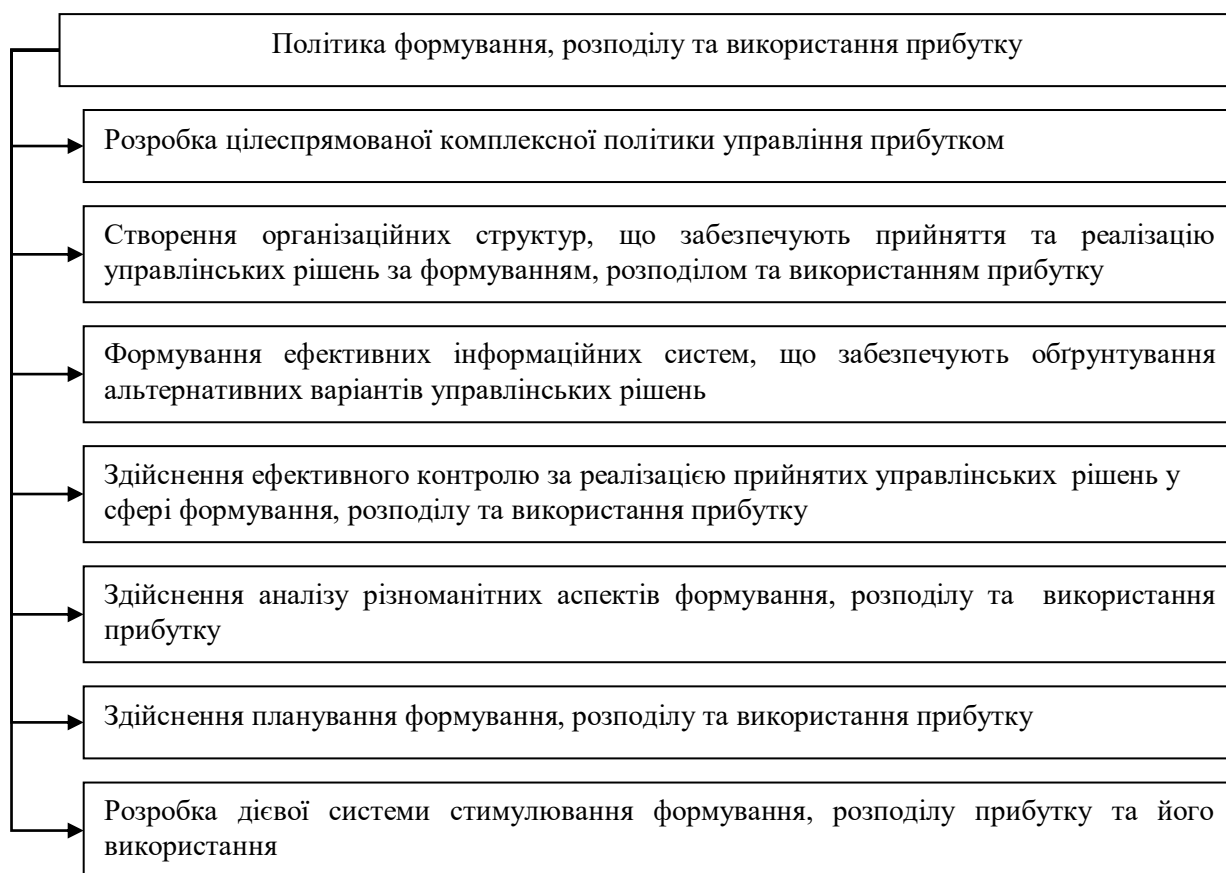 Політика формування, розподілу та використання прибутку
Розробка цілеспрямованої комплексної політики управління прибутком
Створення організаційних структур, що забезпечують прийняття та реалізацію
управлінських рішень за формуванням, розподілом та використанням прибутку
Формування ефективних інформаційних систем, що забезпечують обґрунтування
альтернативних варіантів управлінських рішень
Здійснення ефективного контролю за реалізацією прийнятих управлінських рішень у
сфері формування, розподілу та використання прибутку
Здійснення аналізу різноманітних аспектів формування, розподілу та використання
прибутку
Здійснення планування формування, розподілу та використання прибутку
Розробка дієвої системи стимулювання формування, розподілу прибутку та його
використання